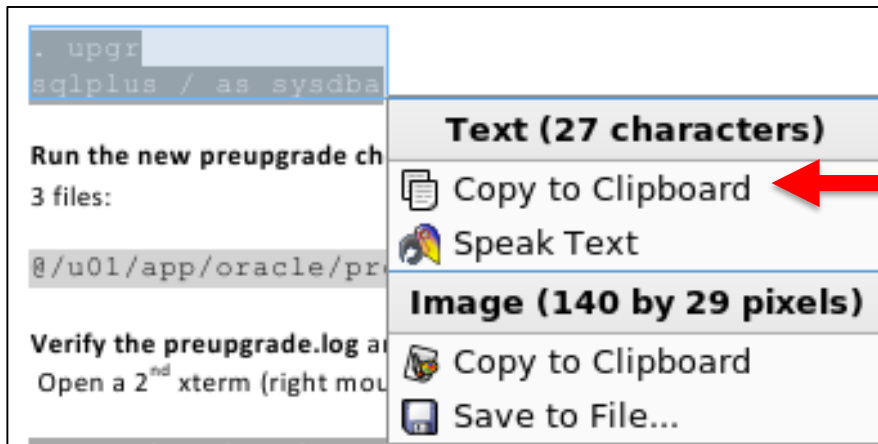 . upgr
sqlplus / as sysdba
Text (27 characters)
Run the new preupgrade ch
Copy to Clipboard
3 files:
Speak Text
@/u01/app/oracle/pr
Image (140 by 29 pixels)
Verify the preupgrade.log a
Copy to Clipboard
Open a 2nd xterm (right mou
Save to File...